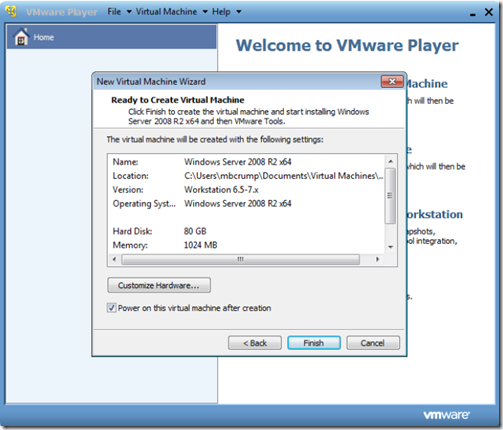 VMware Player File Virtual Machine Help
Home
Welcome to VMware Player
Machine
which will then be
which will then be
orkstation
apshots,
ool integration,
New Virtual Machine Wizard
Ready to Create Virtual Machine
Click Finish to create the virtual machine and start installing Windows
Server 2008 R2 x64 and then VMware Tools.
The virtual machine will be created with the following settings:
Name: Windows Server 2008 R2 x64
Location: C:\Users\mbcrump\Documents\Virtual Machines\...
Version: Workstation 6.5-7.x
Operating Syst... Windows Server 2008 R2 x64
Hard Disk: 80 GB
Memory: 1024 MB
Customize Hardware...
Power on this virtual machine after creation
< Back Finish Cancel
vmware